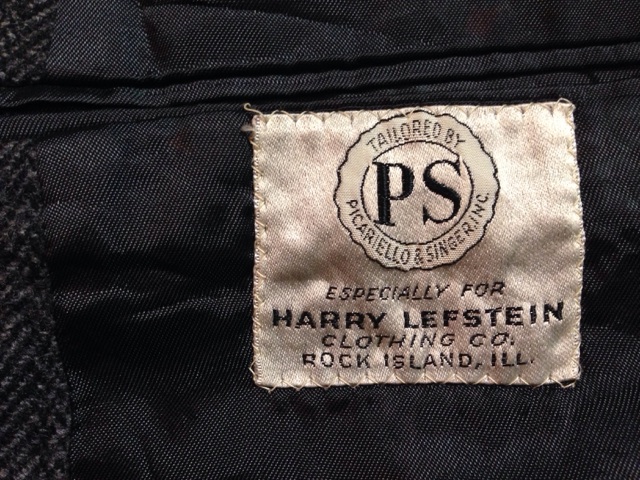 TAILORED BY
PS
PICARIELLO & SINGER, INC.
ESPECIALLY FOR
HARRY LEFSTEIN
CLOTHING CO.
ROCK ISLAND, ILL.